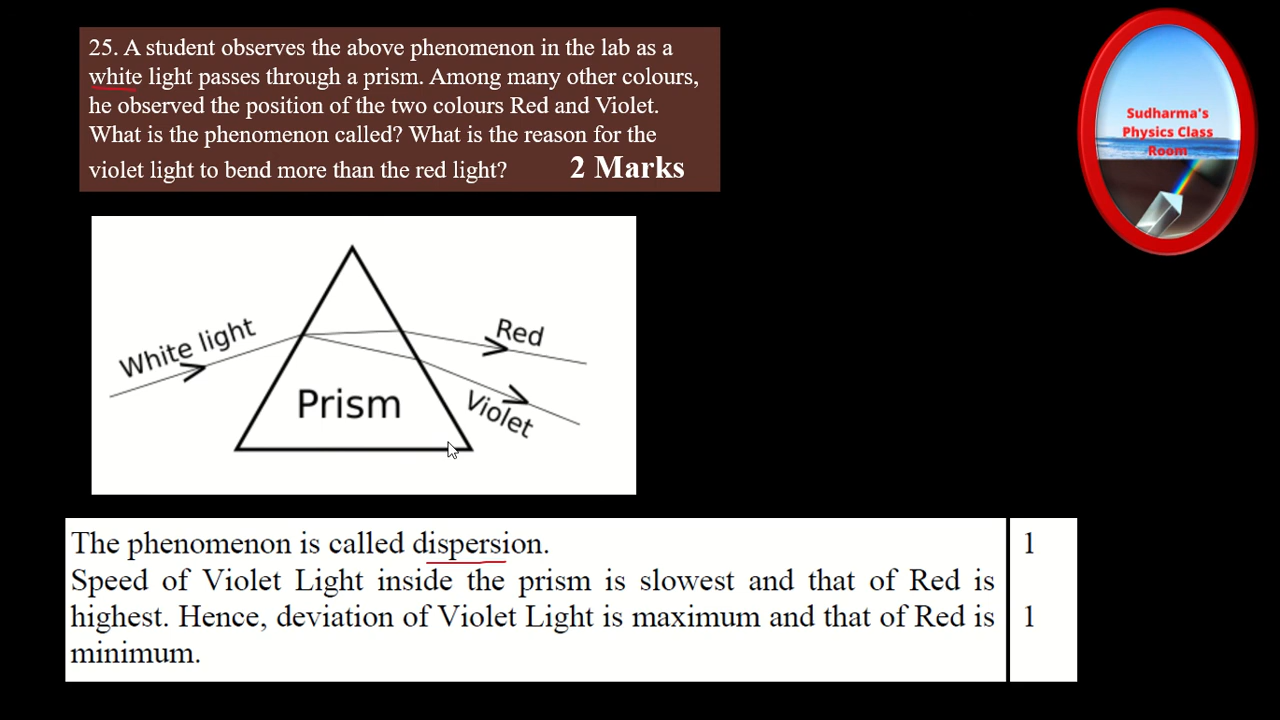 25. A student observes the above phenomenon in the lab as a
white light passes through a prism. Among many other colours,
he observed the position of the two colours Red and Violet.
What is the phenomenon called? What is the reason for the
violet light to bend more than the red light? 2 Marks
Sudharma's
Physics Class
Room
White light
Red
Prism
Violet
The phenomenon is called dispersion. 1
Speed of Violet Light inside the prism is slowest and that of Red is
highest. Hence, deviation of Violet Light is maximum and that of Red is 1
minimum.